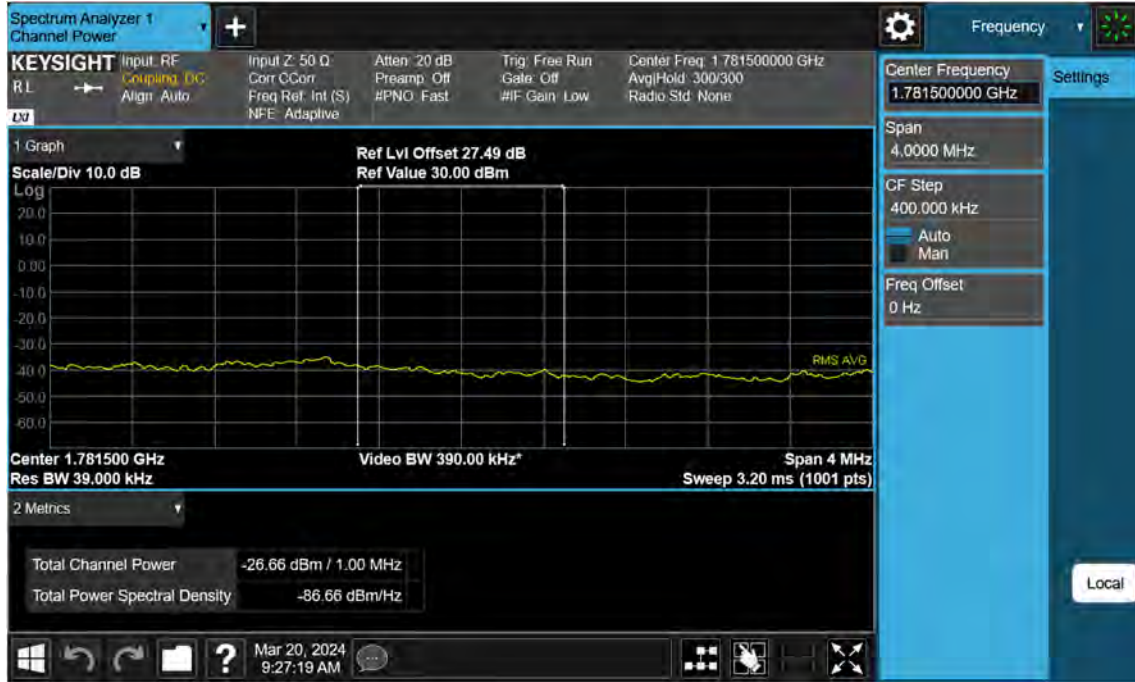 Spectrum Analyzer 1
Channel Power
+
Frequency
KEYSIGHT
RL
LXI
Input: RF
Coupling: DC
Align: Auto
Input Z: 50 Ω
Corr CCorr
Freq Ref: Int (S)
NFE: Adaptive
Atten: 20 dB
Preamp: Off
#PNO: Fast
Trig: Free Run
Gate: Off
#IF Gain: Low
Center Freq: 1.781500000 GHz
Avg|Hold: 300/300
Radio Std: None
Center Frequency
1.781500000 GHz
Settings
Span
4.0000 MHz
CF Step
400.000 kHz
Auto
Man
Freq Offset
0 Hz
1 Graph
Scale/Div 10.0 dB
Ref Lvl Offset 27.49 dB
Ref Value 30.00 dBm
Log
20.0
10.0
0.00
-10.0
-20.0
-30.0
-40.0
-50.0
-60.0
RMS AVG
Center 1.781500 GHz
Video BW 390.00 kHz*
Span 4 MHz
Res BW 39.000 kHz
Sweep 3.20 ms (1001 pts)
2 Metrics
Total Channel Power -26.66 dBm / 1.00 MHz
Total Power Spectral Density -86.66 dBm/Hz
Local
?
Mar 20, 2024
9:27:19 AM